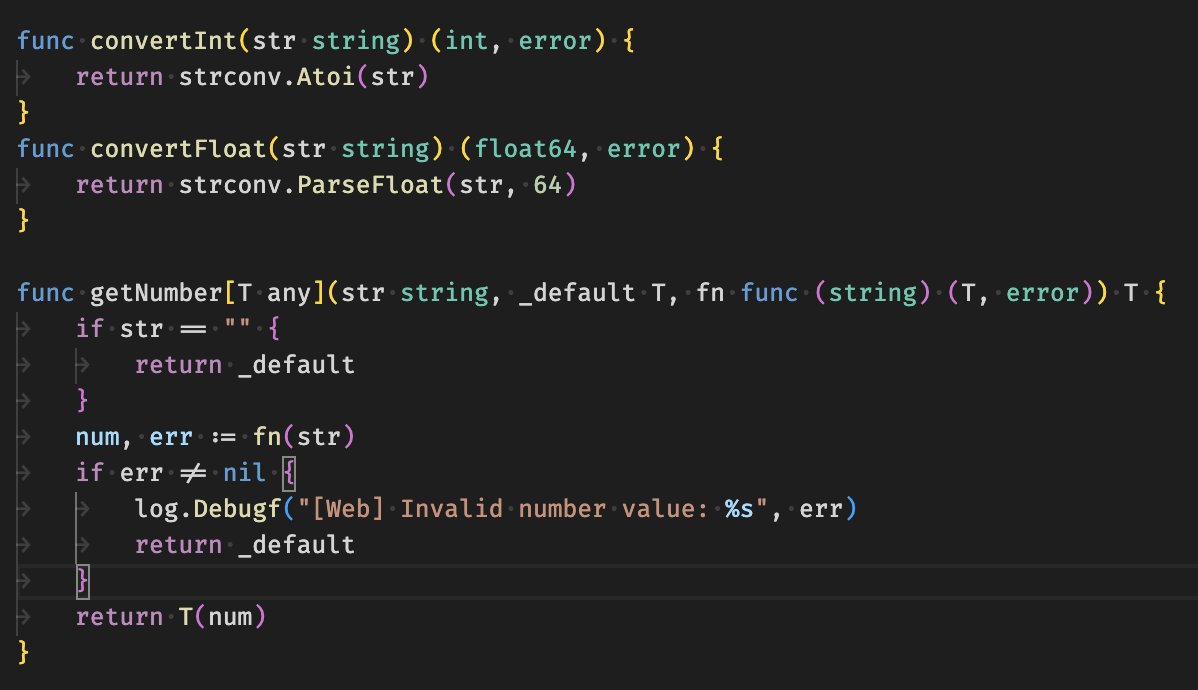 func convertInt(str string) (int, error) {
	return strconv.Atoi(str)
}
func convertFloat(str string) (float64, error) {
	return strconv.ParseFloat(str, 64)
}

func getNumber[T any](str string, _default T, fn func (string) (T, error)) T {
	if str == "" {
		return _default
	}
	num, err := fn(str)
	if err != nil {
		log.Debugf("[Web] Invalid number value: %s", err)
		return _default
	}
	return T(num)
}